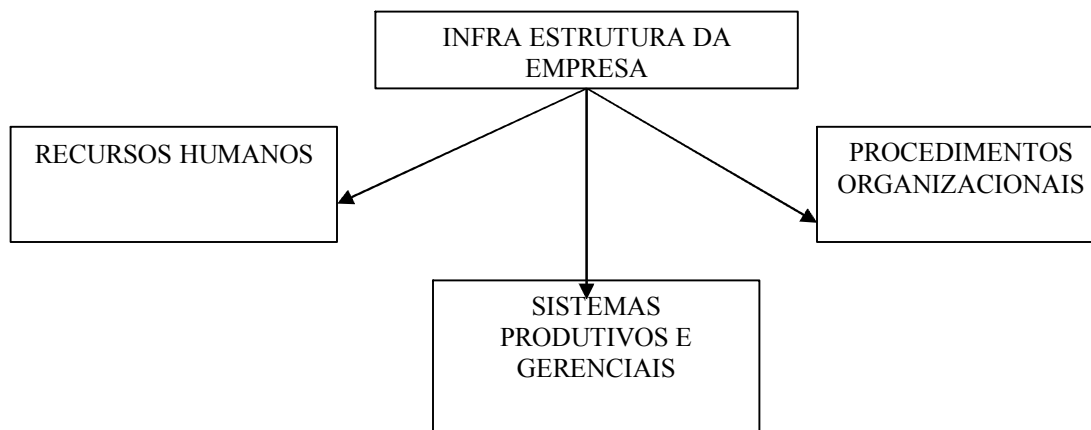 INFRA ESTRUTURA DA
EMPRESA
RECURSOS HUMANOS
PROCEDIMENTOS
ORGANIZACIONAIS
SISTEMAS
PRODUTIVOS E
GERENCIAIS